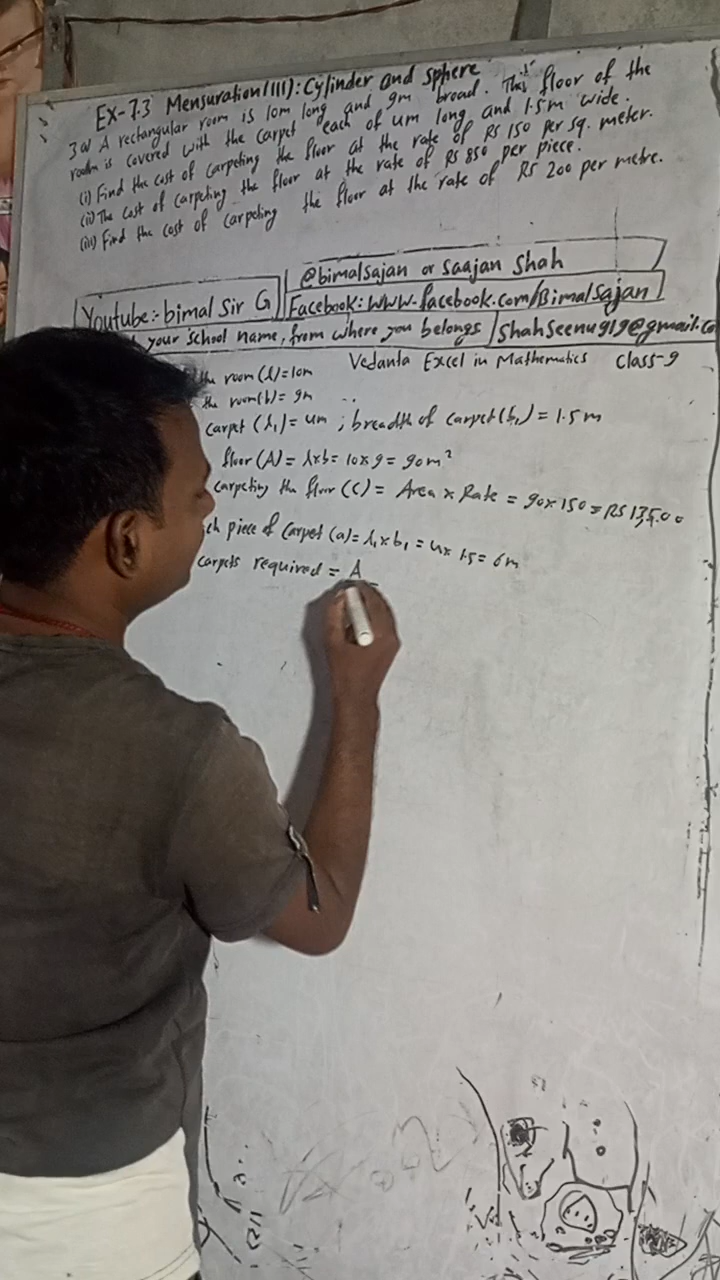 Ex-7.3 Mensuration(III): Cylinder and sphere
3 a) A rectangular room is 10m long and 9m broad. The floor of the
room is covered with the carpet each of 4m long and 1.5m wide.
(i) Find the cost of carpeting the floor at the rate of RS 150 per sq. meter.
(ii) The cost of carpeting the floor at the rate of RS 850 per piece.
(iii) Find the cost of carpeting the floor at the rate of RS 200 per metre.
@bimalsajan or Saajan Shah
Youtube:- bimal Sir G
Facebook: WWW.facebook.com/Bimalsajan
your school name, from where you belongs / Shahseenu919@gmail.co
Vedanta Excel in Mathematics class-9
the room (l) = 10m
the room(b) = 9m
carpet (l₁) = 4m ; breadth of carpet(b₁) = 1.5m
floor (A) = l×b = 10×9 = 90m²
carpeting the floor (C) = Area × Rate = 90×150 = RS 13,500
piece of carpet (a) = l₁×b₁ = 4× 1.5 = 6m
carpets required = A